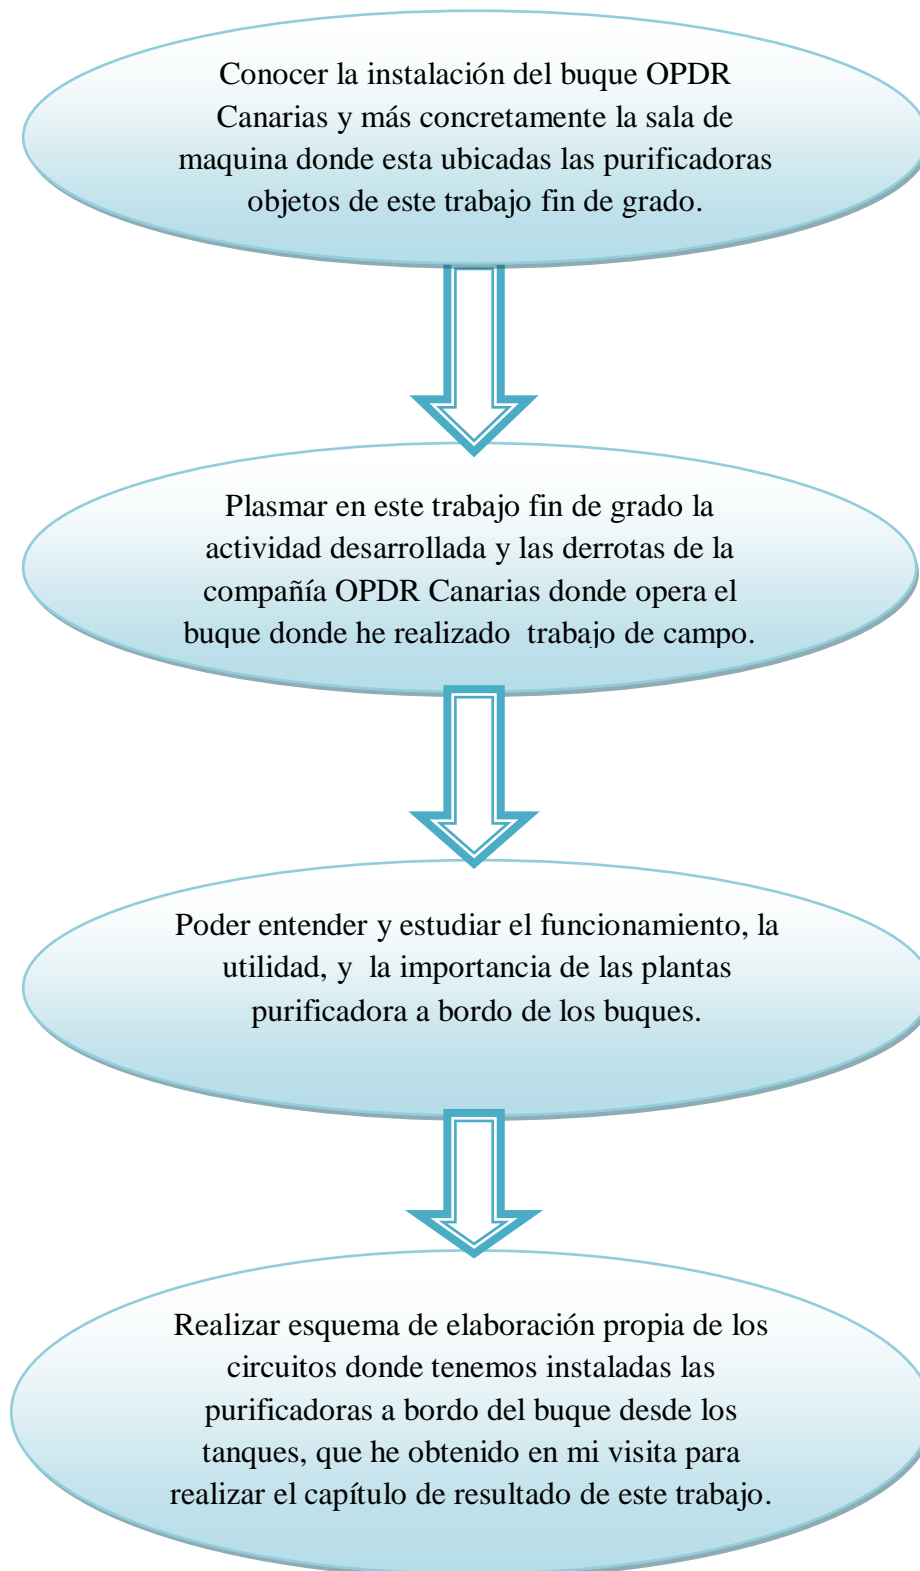 Conocer la instalación del buque OPDR
Canarias y más concretamente la sala de
maquina donde esta ubicadas las purificadoras
objetos de este trabajo fin de grado.
Plasmar en este trabajo fin de grado la
actividad desarrollada y las derrotas de la
compañía OPDR Canarias donde opera el
buque donde he realizado trabajo de campo.
Poder entender y estudiar el funcionamiento, la
utilidad, y la importancia de las plantas
purificadora a bordo de los buques.
Realizar esquema de elaboración propia de los
circuitos donde tenemos instaladas las
purificadoras a bordo del buque desde los
tanques, que he obtenido en mi visita para
realizar el capítulo de resultado de este trabajo.